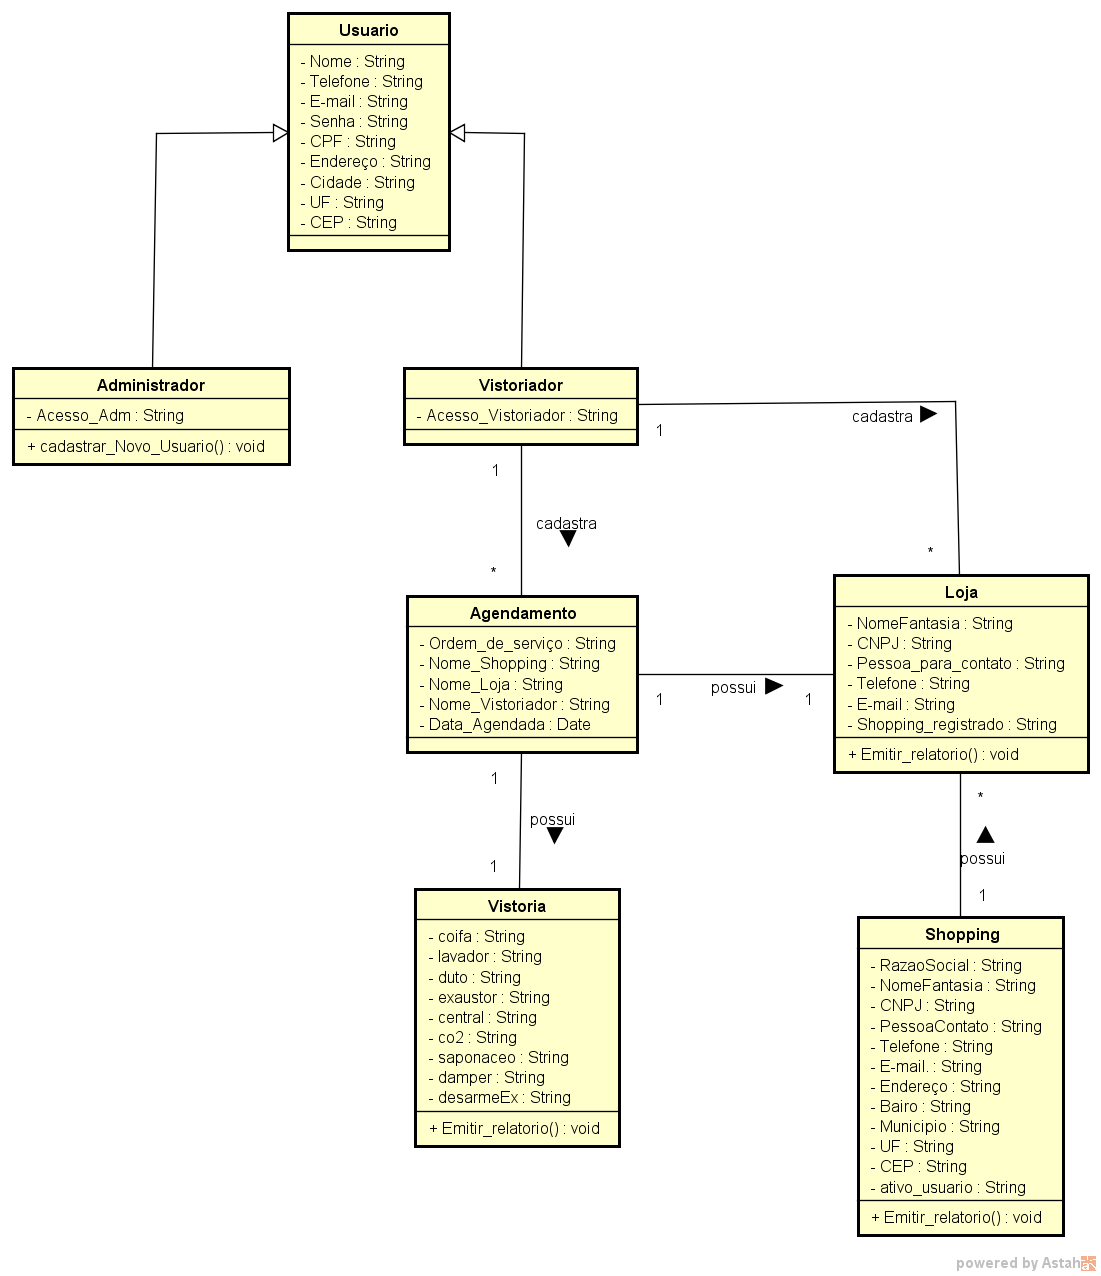 Usuario
- Nome : String
- Telefone : String
- E-mail : String
- Senha : String
- CPF : String
- Endereço : String
- Cidade : String
- UF : String
- CEP : String
Administrador
- Acesso_Adm : String
+ cadastrar_Novo_Usuario() : void
Vistoriador
- Acesso_Vistoriador : String
1
cadastra
*
1
cadastra
*
Agendamento
- Ordem_de_serviço : String
- Nome_Shopping : String
- Nome_Loja : String
- Nome_Vistoriador : String
- Data_Agendada : Date
1
possui
1
Loja
- NomeFantasia : String
- CNPJ : String
- Pessoa_para_contato : String
- Telefone : String
- E-mail : String
- Shopping_registrado : String
+ Emitir_relatorio() : void
1
possui
1
*
possui
1
Vistoria
- coifa : String
- lavador : String
- duto : String
- exaustor : String
- central : String
- co2 : String
- saponaceo : String
- damper : String
- desarmeEx : String
+ Emitir_relatorio() : void
Shopping
- RazaoSocial : String
- NomeFantasia : String
- CNPJ : String
- PessoaContato : String
- Telefone : String
- E-mail. : String
- Endereço : String
- Bairo : String
- Municipio : String
- UF : String
- CEP : String
- ativo_usuario : String
+ Emitir_relatorio() : void
powered by Astah